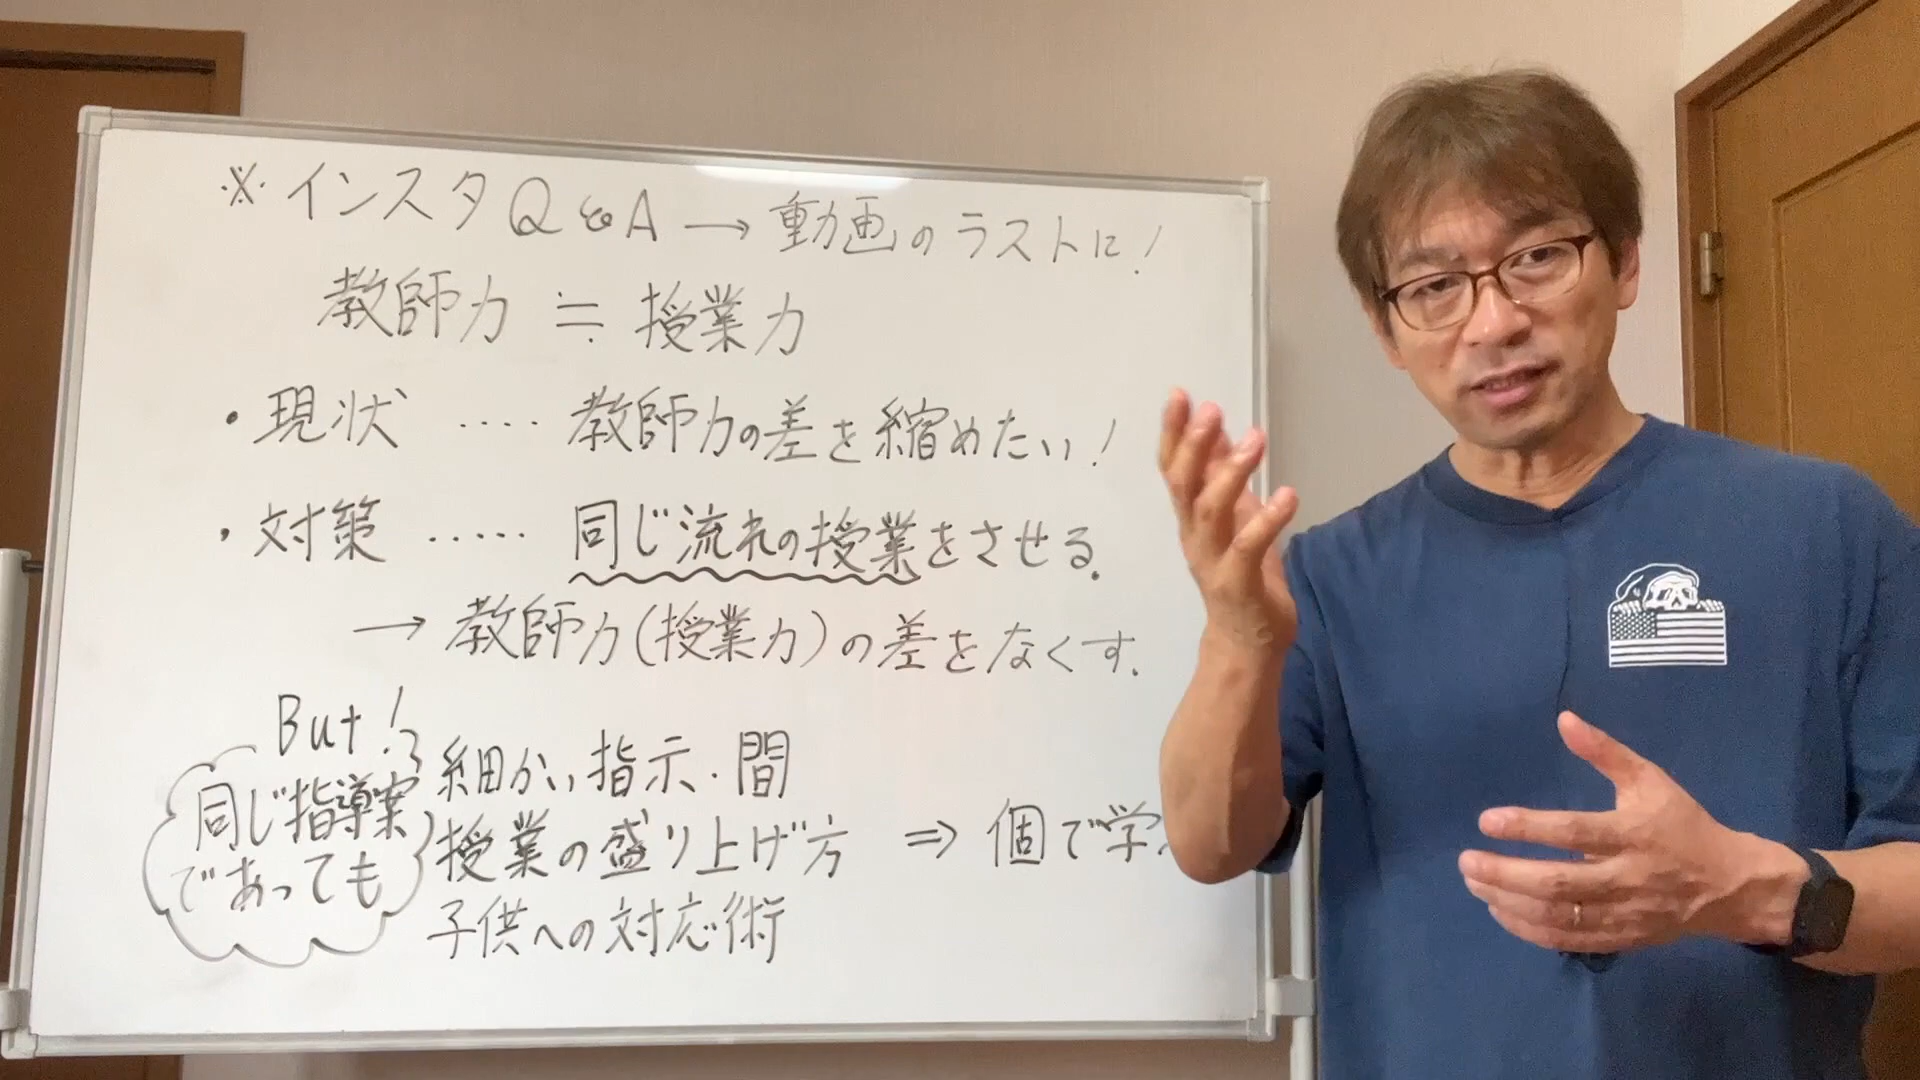 ※インスタQ&A→動画のラストに!
教師力≒授業力
・現状‥‥教師力の差を縮めたい!
・対策‥‥‥同じ流れの授業をさせる.
→教師力(授業力)の差をなくす.
But!
同じ指導案
であっても
細かい指示・間
授業の盛り上げ方
子供への対応術
⇒個で学